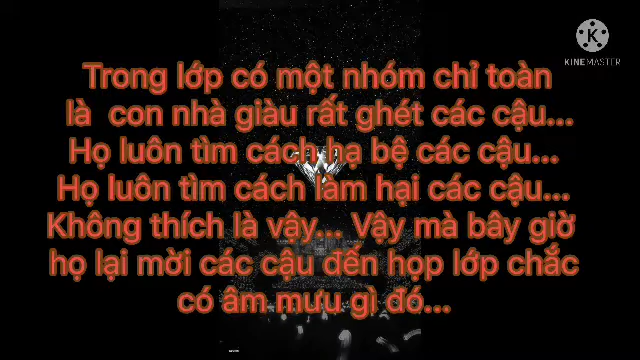 KINEMASTER
Trong lớp có một nhóm chỉ toàn
là con nhà giàu rất ghét các cậu...
Họ luôn tìm cách hạ bệ các cậu...
Họ luôn tìm cách làm hại các cậu...
Không thích là vậy... Vậy mà bây giờ
họ lại mời các cậu đến họp lớp chắc
có âm mưu gì đó...